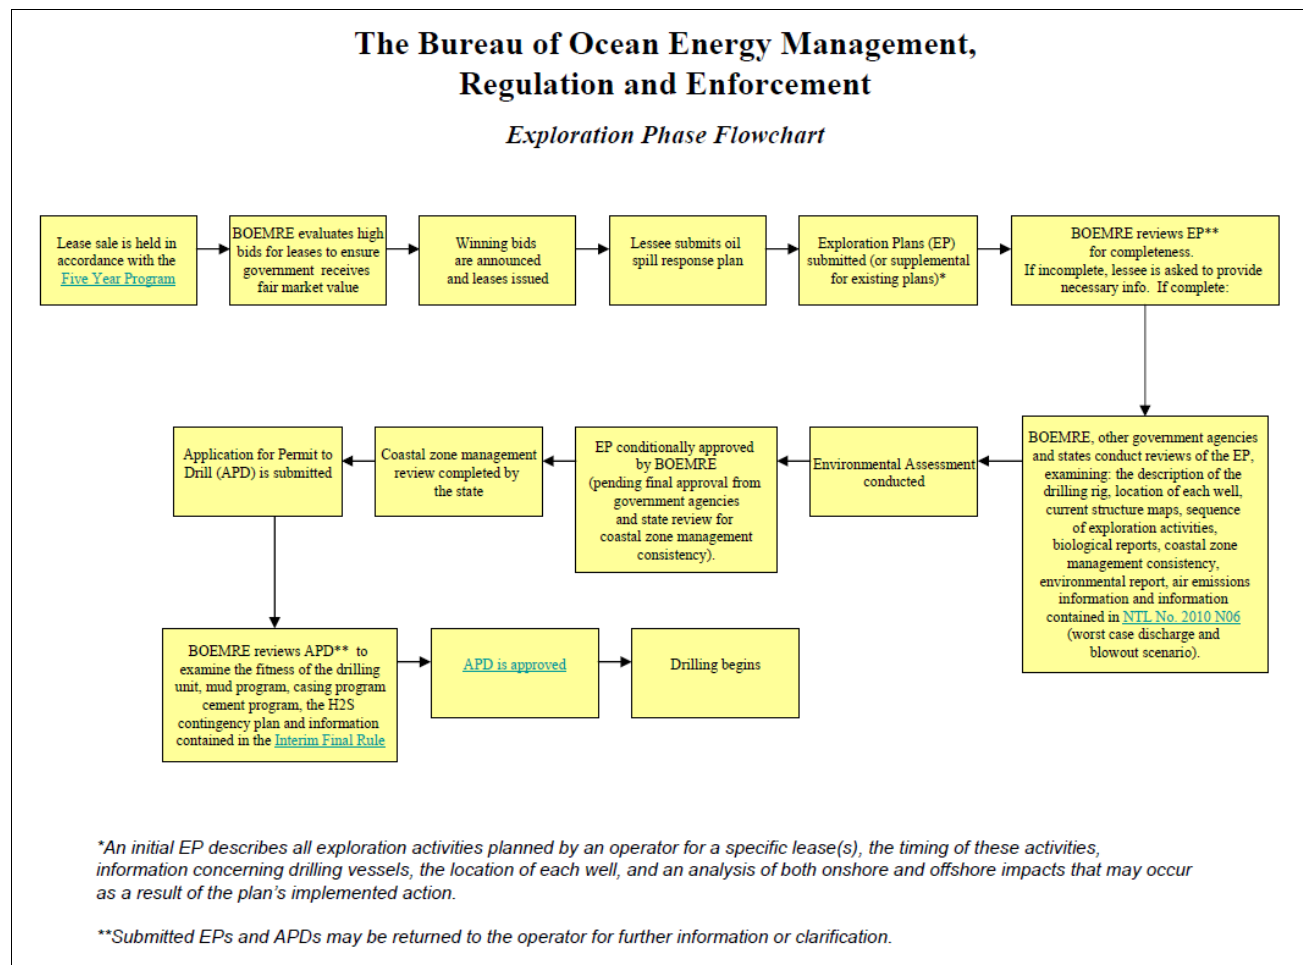 The Bureau of Ocean Energy Management,
Regulation and Enforcement
Exploration Phase Flowchart
Lease sale is held in
accordance with the
Five Year Program
BOEMRE evaluates high
bids for leases to ensure
government receives
fair market value
Winning bids
are announced
and leases issued
Lessee submits oil
spill response plan
Exploration Plans (EP)
submitted (or supplemental
for existing plans)*
BOEMRE reviews EP**
for completeness.
If incomplete, lessee is asked to provide
necessary info. If complete:
BOEMRE, other government agencies
and states conduct reviews of the EP,
examining: the description of the
drilling rig, location of each well,
current structure maps, sequence
of exploration activities,
biological reports, coastal zone
management consistency,
environmental report, air emissions
information and information
contained in NTL No. 2010 N06
(worst case discharge and
blowout scenario).
Environmental Assessment
conducted
EP conditionally approved
by BOEMRE
(pending final approval from
government agencies
and state review for
coastal zone management
consistency).
Coastal zone management
review completed by
the state
Application for Permit to
Drill (APD) is submitted
BOEMRE reviews APD** to
examine the fitness of the drilling
unit, mud program, casing program
cement program, the H2S
contingency plan and information
contained in the Interim Final Rule
APD is approved
Drilling begins
*An initial EP describes all exploration activities planned by an operator for a specific lease(s), the timing of these activities,
information concerning drilling vessels, the location of each well, and an analysis of both onshore and offshore impacts that may occur
as a result of the plan's implemented action.
**Submitted EPs and APDs may be returned to the operator for further information or clarification.